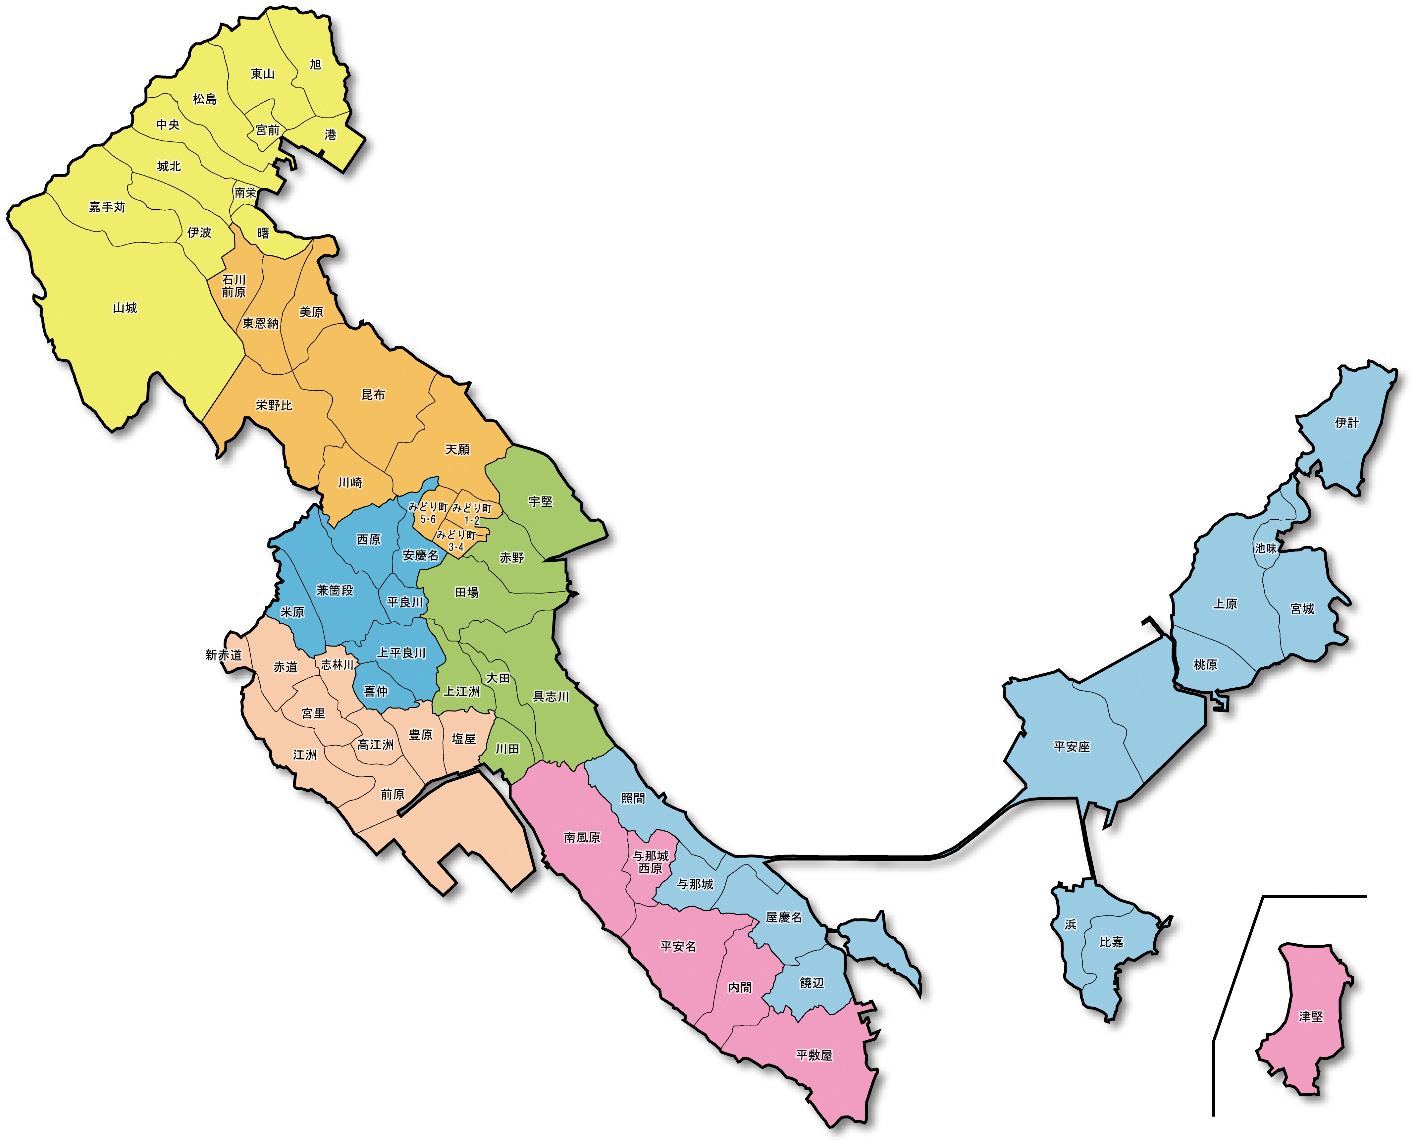 旭
東山
松島
中央
宮前
港
城北
南栄
嘉手苅
伊波
曙
山城
石川
前原
東恩納
美原
栄野比
昆布
天願
川崎
みどり町
5-6
みどり町
1-2
みどり町
3-4
宇堅
西原
安慶名
赤野
兼箇段
田場
平良川
米原
新赤道
赤道
志林川
上平良川
喜仲
上江洲
大田
具志川
宮里
江洲
高江洲
豊原
塩屋
川田
前原
照間
南風原
与那城
西原
与那城
屋慶名
平安名
内間
饒辺
平敷屋
伊計
池味
上原
宮城
桃原
平安座
浜
比嘉
津堅